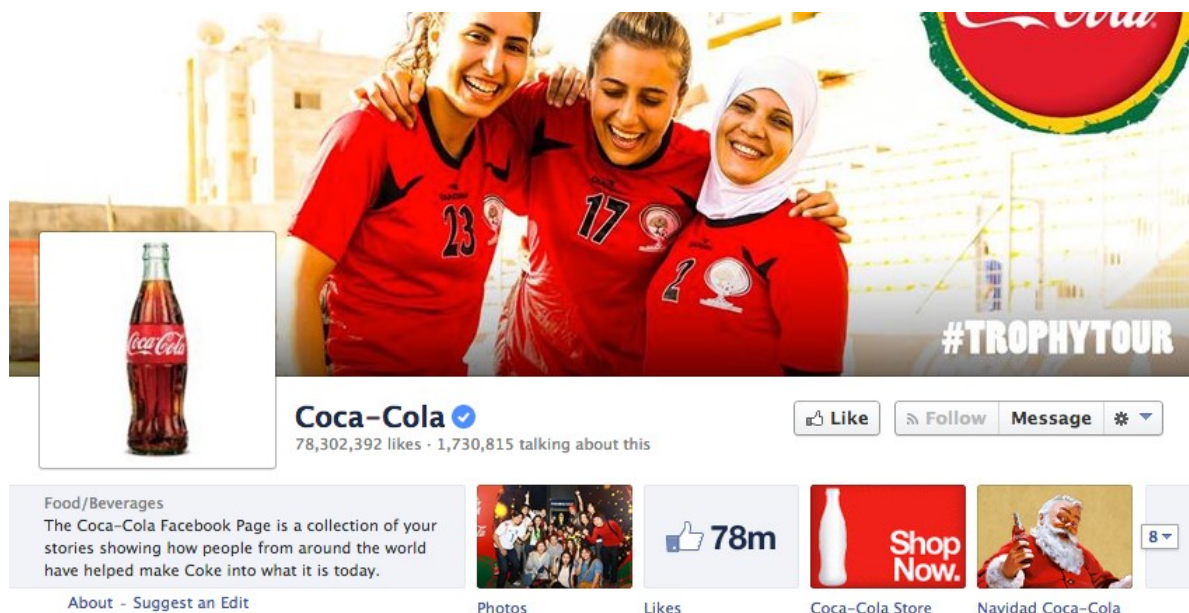 Cola
23
17
2
#TROPHYTOUR
Coca-Cola
Coca-Cola
78,302,392 likes · 1,730,815 talking about this
Like
Follow
Message
Food/Beverages
The Coca-Cola Facebook Page is a collection of your
stories showing how people from around the world
have helped make Coke into what it is today.
About - Suggest an Edit
78m
Shop
Now.
8
Photos
Likes
Coca-Cola Store
Navidad Coca-Cola